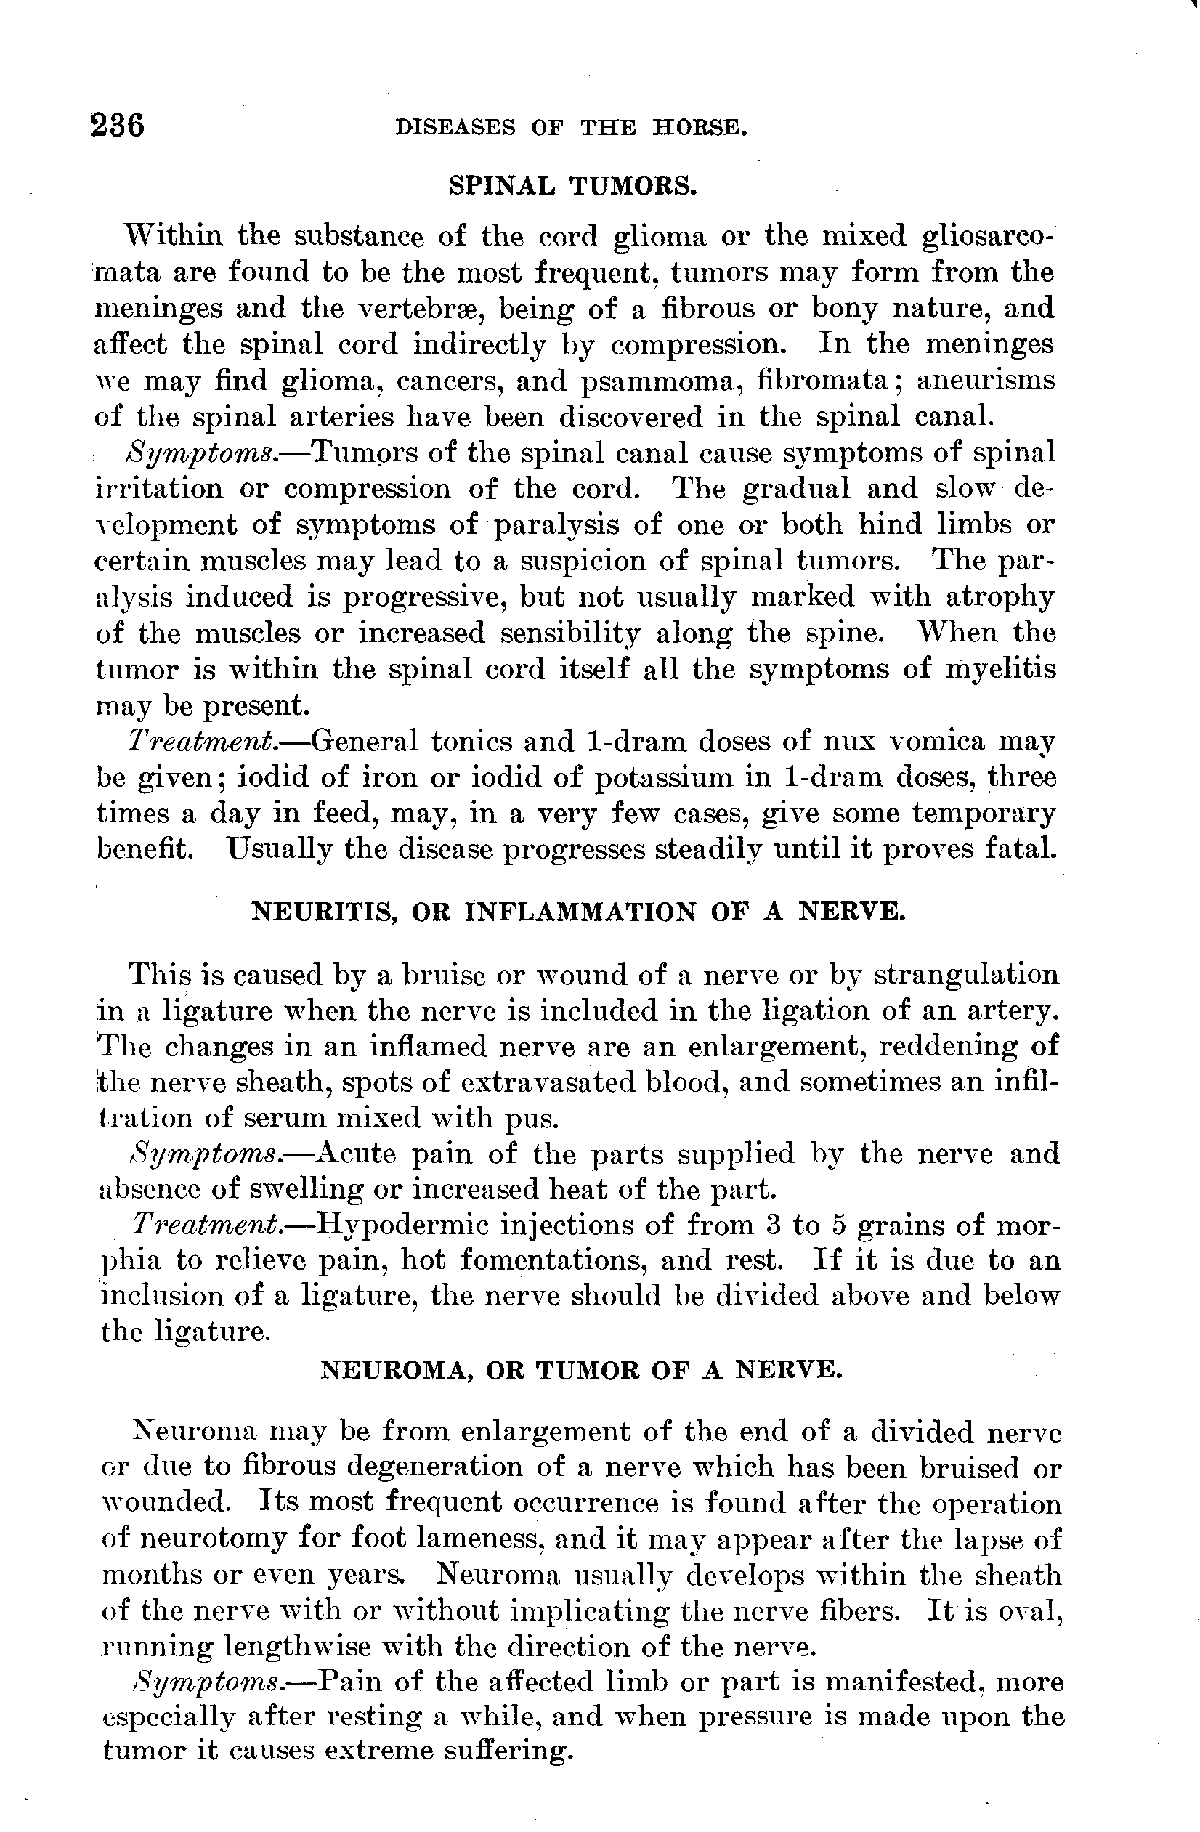 236 DISEASES OF THE HORSE.
SPINAL TUMORS.
Within the substance of the cord glioma or the mixed gliosarco-
mata are found to be the most frequent, tumors may form from the
meninges and the vertebræ, being of a fibrous or bony nature, and
affect the spinal cord indirectly by compression. In the meninges
we may find glioma, cancers, and psammoma, fibromata; aneurisms
of the spinal arteries have been discovered in the spinal canal.
Symptoms.—Tumors of the spinal canal cause symptoms of spinal
irritation or compression of the cord. The gradual and slow de-
velopment of symptoms of paralysis of one or both hind limbs or
certain muscles may lead to a suspicion of spinal tumors. The par-
alysis induced is progressive, but not usually marked with atrophy
of the muscles or increased sensibility along the spine. When the
tumor is within the spinal cord itself all the symptoms of myelitis
may be present.
Treatment.—General tonics and 1-dram doses of nux vomica may
be given; iodid of iron or iodid of potassium in 1-dram doses, three
times a day in feed, may, in a very few cases, give some temporary
benefit. Usually the disease progresses steadily until it proves fatal.
NEURITIS, OR INFLAMMATION OF A NERVE.
This is caused by a bruise or wound of a nerve or by strangulation
in a ligature when the nerve is included in the ligation of an artery.
The changes in an inflamed nerve are an enlargement, reddening of
the nerve sheath, spots of extravasated blood, and sometimes an infil-
tration of serum mixed with pus.
Symptoms.—Acute pain of the parts supplied by the nerve and
absence of swelling or increased heat of the part.
Treatment.—Hypodermic injections of from 3 to 5 grains of mor-
phia to relieve pain, hot fomentations, and rest. If it is due to an
inclusion of a ligature, the nerve should be divided above and below
the ligature.
NEUROMA, OR TUMOR OF A NERVE.
Neuroma may be from enlargement of the end of a divided nerve
or due to fibrous degeneration of a nerve which has been bruised or
wounded. Its most frequent occurrence is found after the operation
of neurotomy for foot lameness, and it may appear after the lapse of
months or even years. Neuroma usually develops within the sheath
of the nerve with or without implicating the nerve fibers. It is oval,
running lengthwise with the direction of the nerve.
Symptoms.—Pain of the affected limb or part is manifested, more
especially after resting a while, and when pressure is made upon the
tumor it causes extreme suffering.